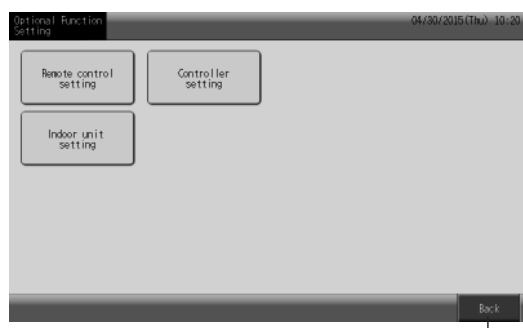 Optional Function
Setting
04/30/2015(Thu) 10:20
Remote control
setting
Controller
setting
Indoor unit
setting
Back